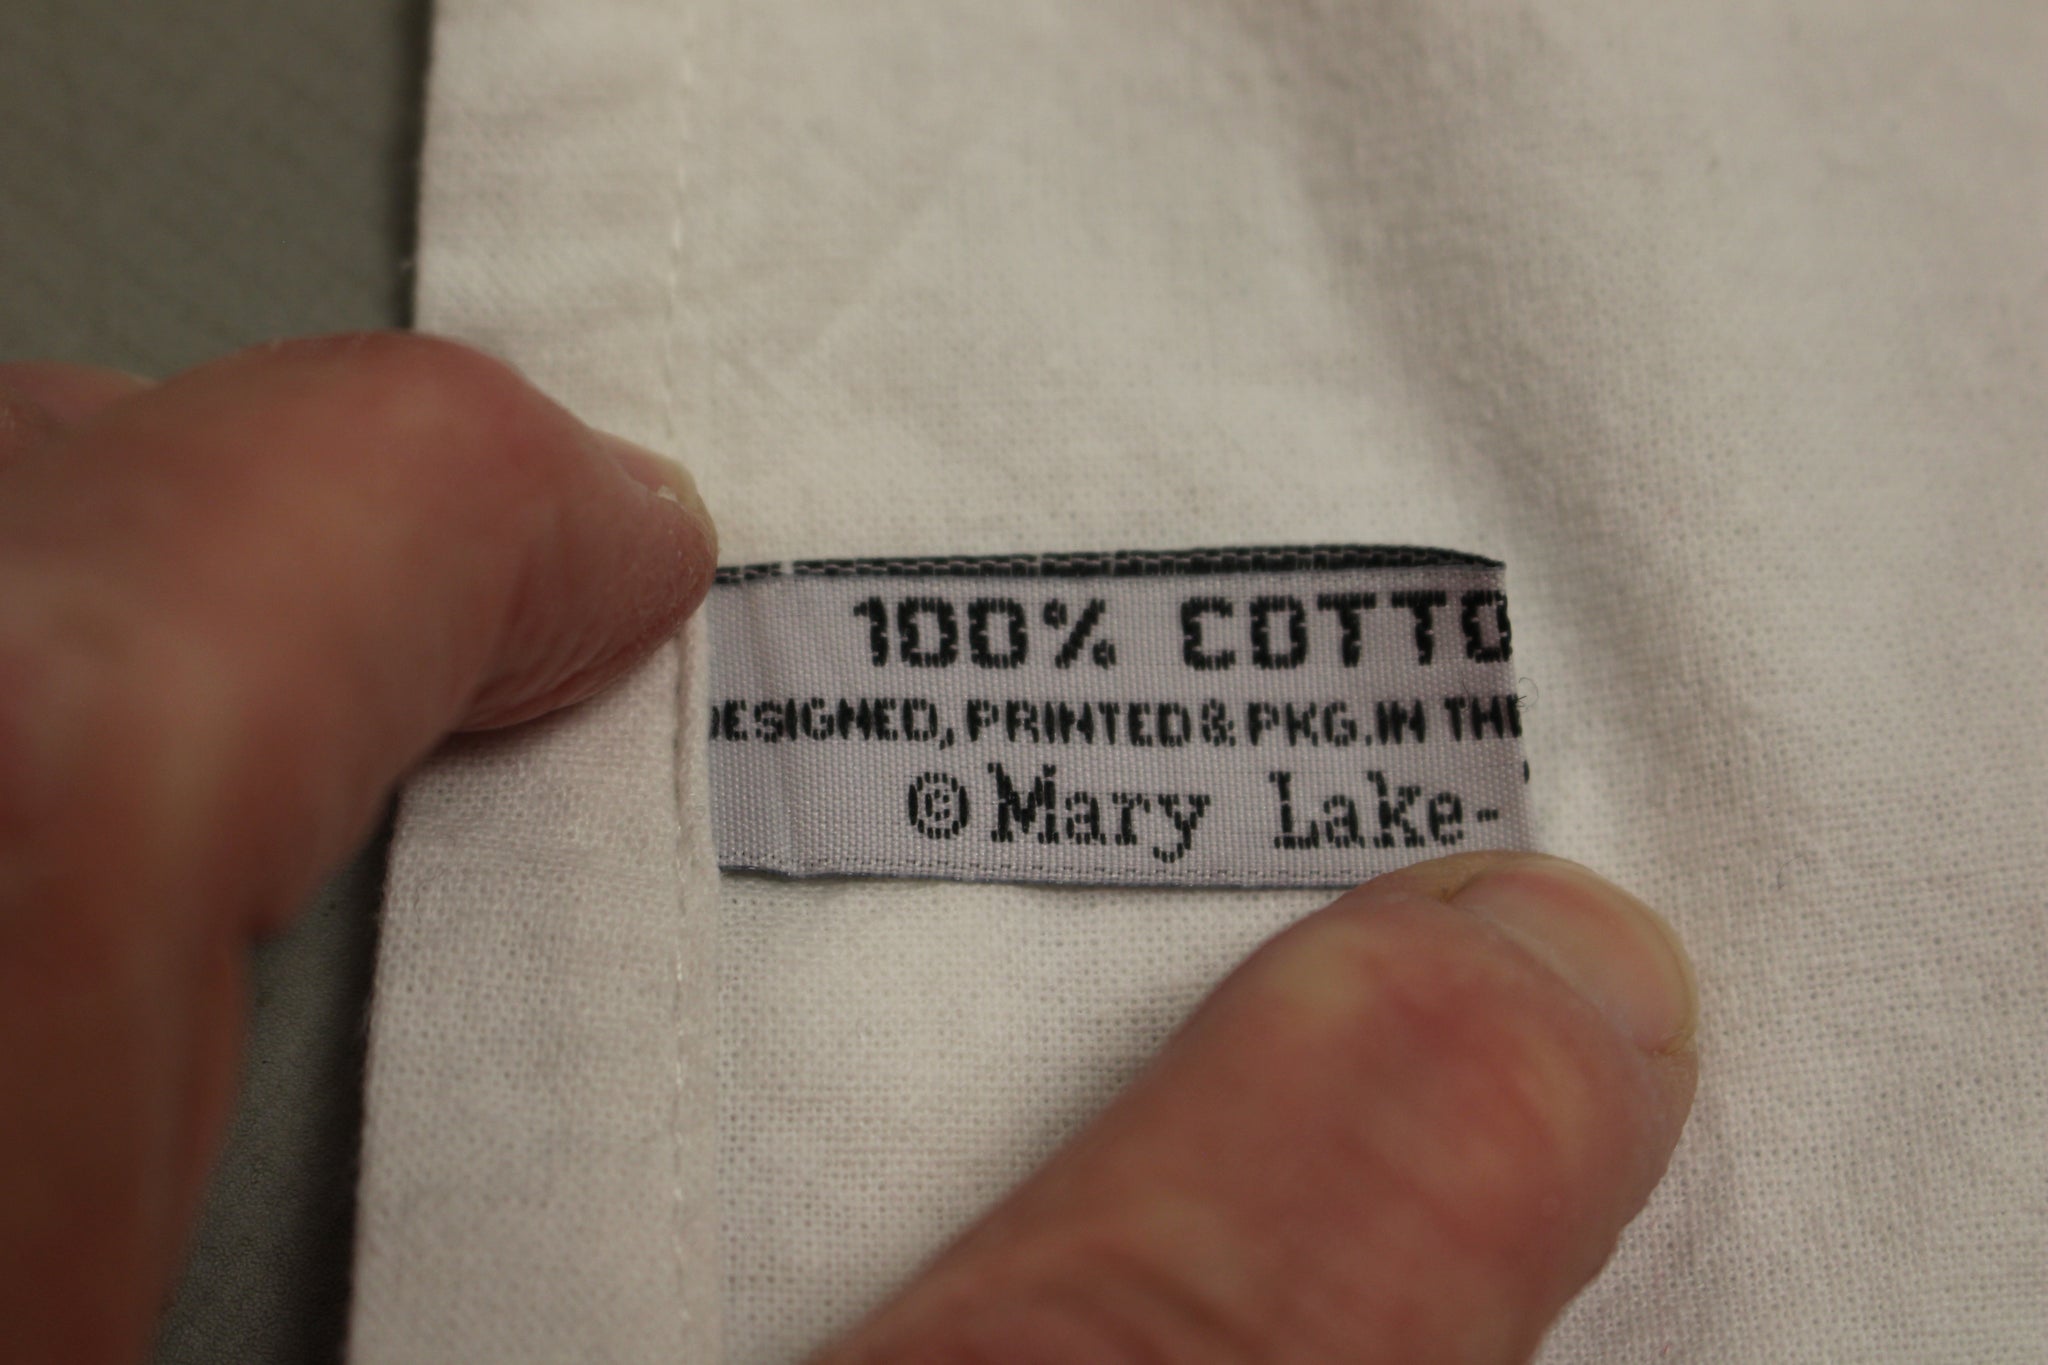 100% COTTO
DESIGNED, PRINTED & PKG. IN TH
© Mary Lake-